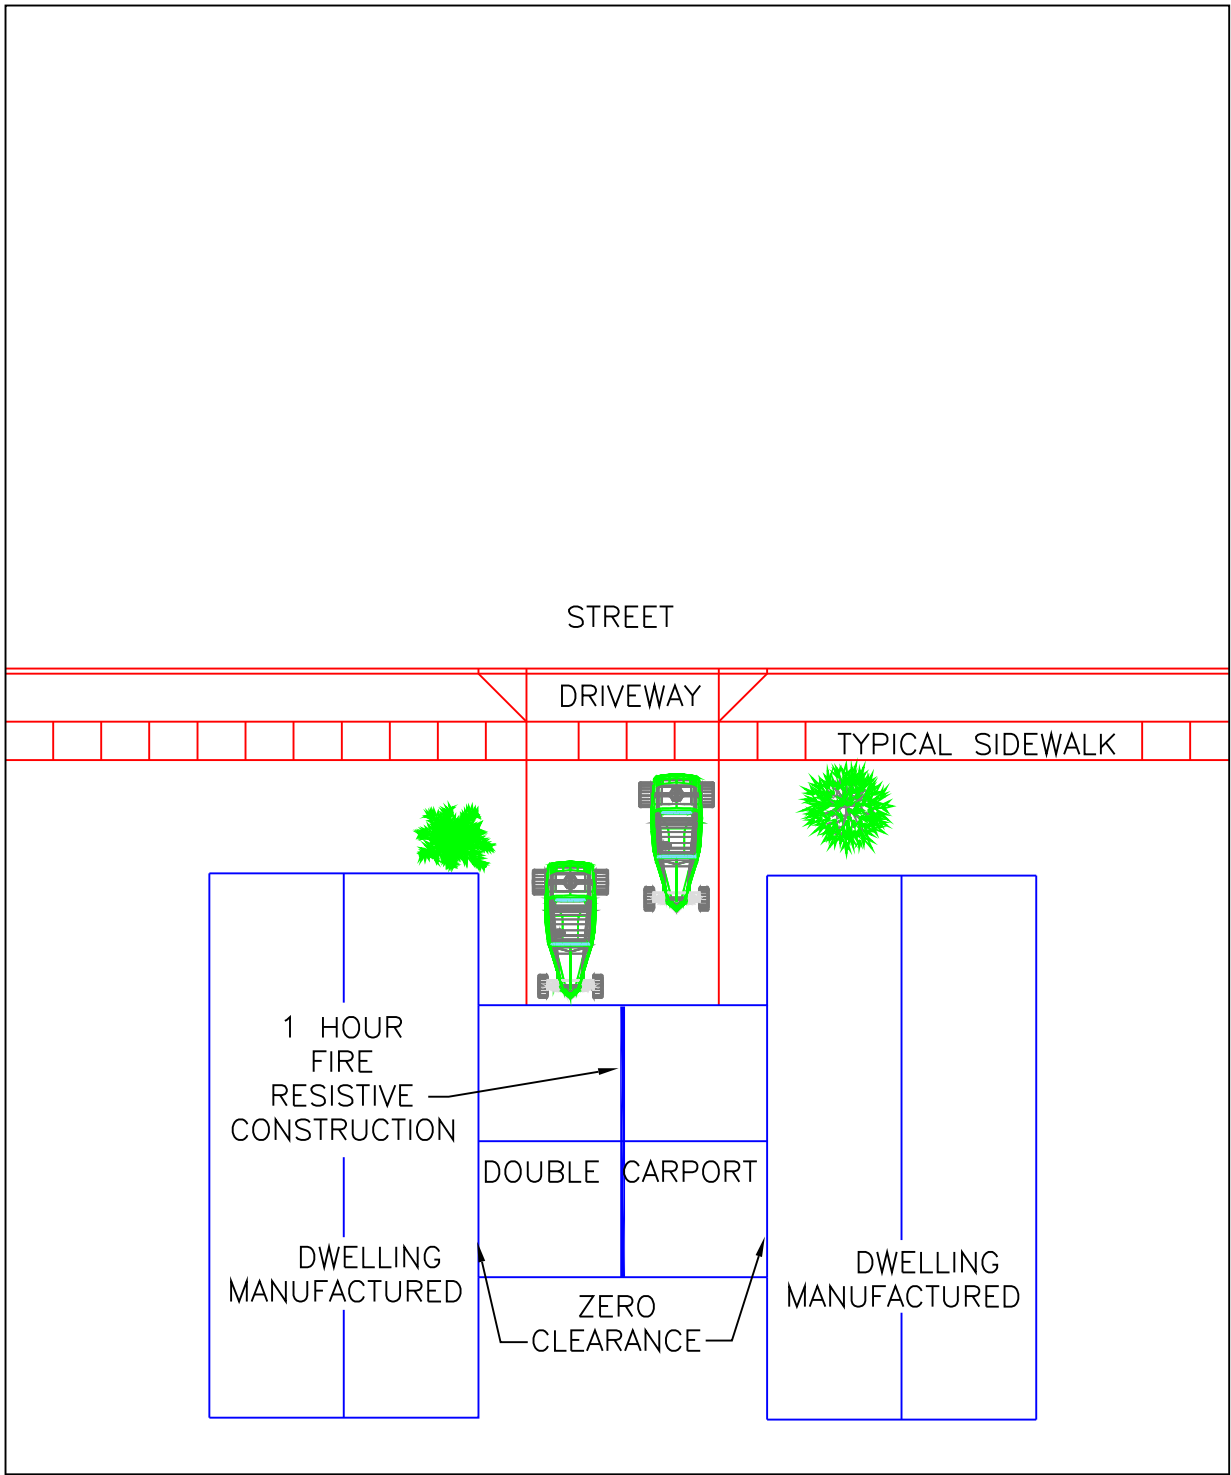 STREET
DRIVEWAY
TYPICAL SIDEWALK
1 HOUR
FIRE
RESISTIVE
CONSTRUCTION
DOUBLE CARPORT
DWELLING
MANUFACTURED
DWELLING
MANUFACTURED
ZERO
CLEARANCE